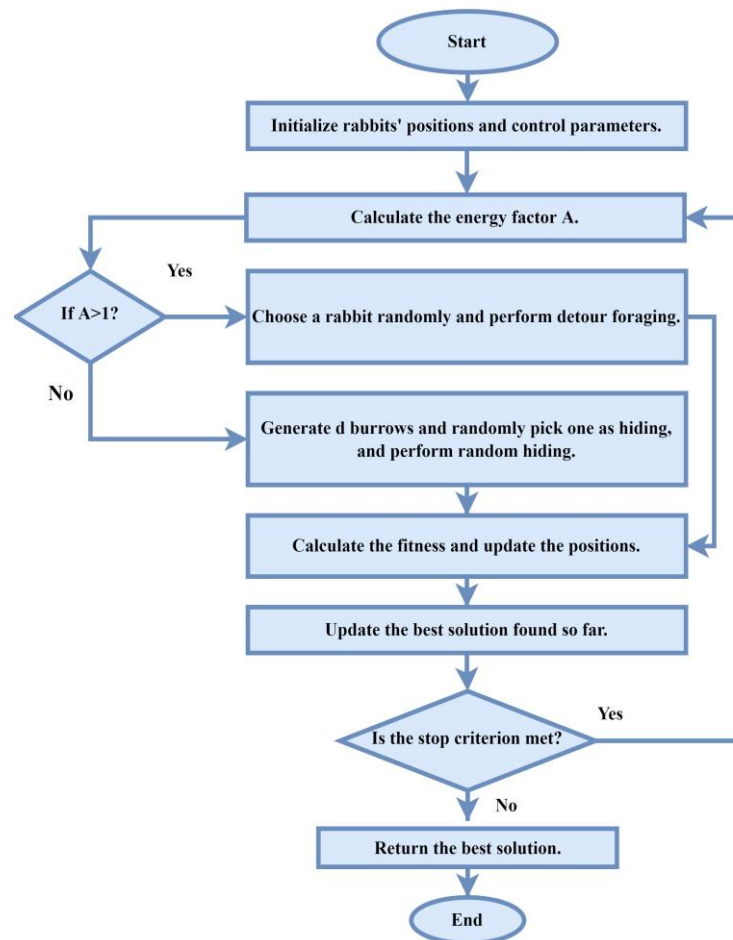 Start
Initialize rabbits' positions and control parameters.
Calculate the energy factor A.
Yes
If A>1?
Choose a rabbit randomly and perform detour foraging.
No
Generate d burrows and randomly pick one as hiding,
and perform random hiding.
Calculate the fitness and update the positions.
Update the best solution found so far.
Is the stop criterion met?
Yes
No
Return the best solution.
End